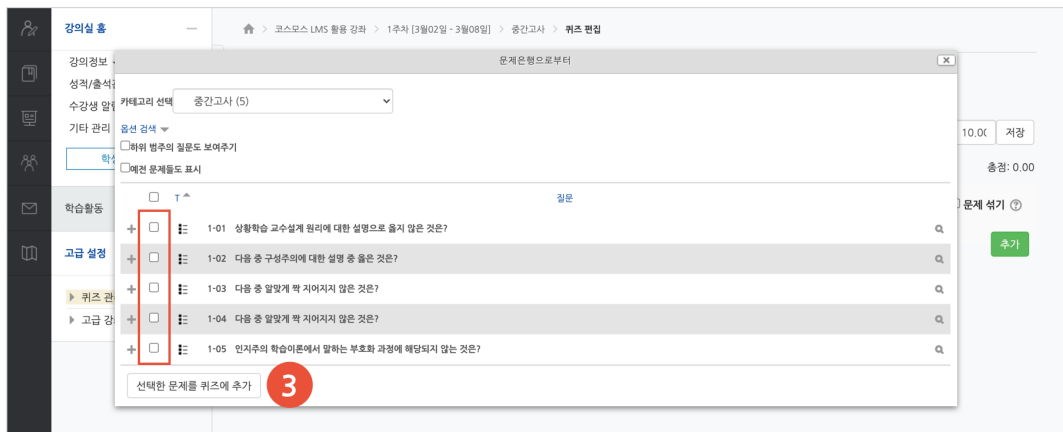 강의실 홈
코스모스 LMS 활용 강좌 > 1주차 [3월02일 - 3월08일] > 중간고사 > 퀴즈 편집
강의정보
문제은행으로부터
성적/출석관
수강생 알림
카테고리 선택 중간고사 (5)
기타 관리
옵션 검색
10.00 저장
하위 범주의 질문도 보여주기
예전 문제들도 표시
총점: 0.00
T 질문
학습활동
문제 섞기
1-01 상황학습 교수설계 원리에 대한 설명으로 옳지 않은 것은?
고급 설정
추가
1-02 다음 중 구성주의에 대한 설명 중 옳은 것은?
1-03 다음 중 알맞게 짝 지어지지 않은 것은?
퀴즈 관
1-04 다음 중 알맞게 짝 지어지지 않은 것은?
고급 강
1-05 인지주의 학습이론에서 말하는 부호화 과정에 해당되지 않는 것은?
선택한 문제를 퀴즈에 추가
3